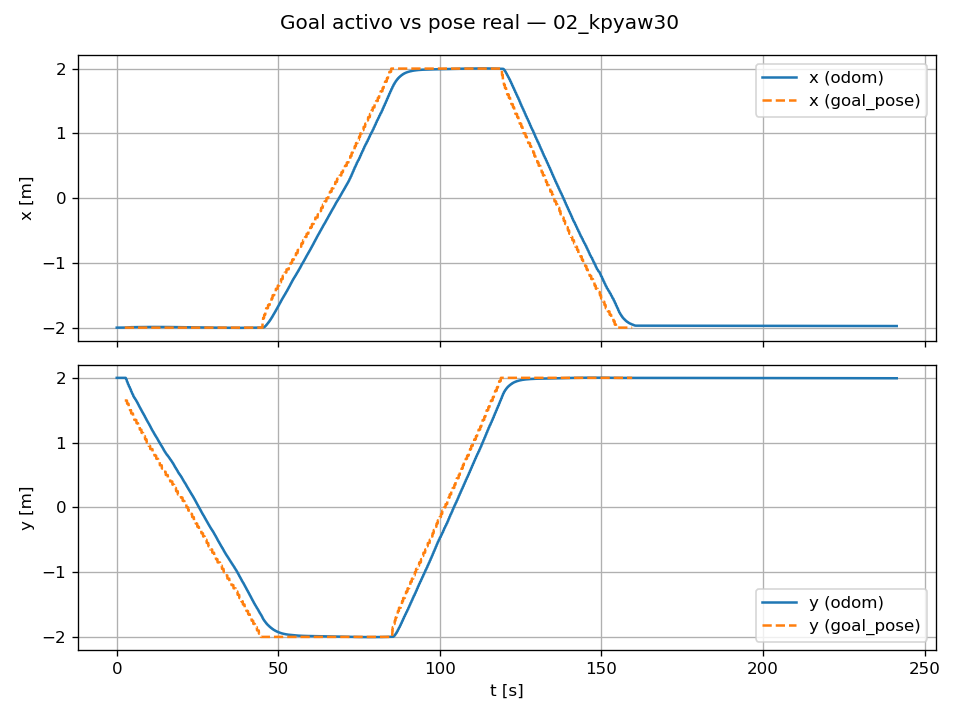 Goal activo vs pose real — 02_kpyaw30
2
1
0
−1
−2
x [m]
x (odom)
x (goal_pose)
2
1
0
−1
−2
y [m]
y (odom)
y (goal_pose)
0 50 100 150 200 250
t [s]